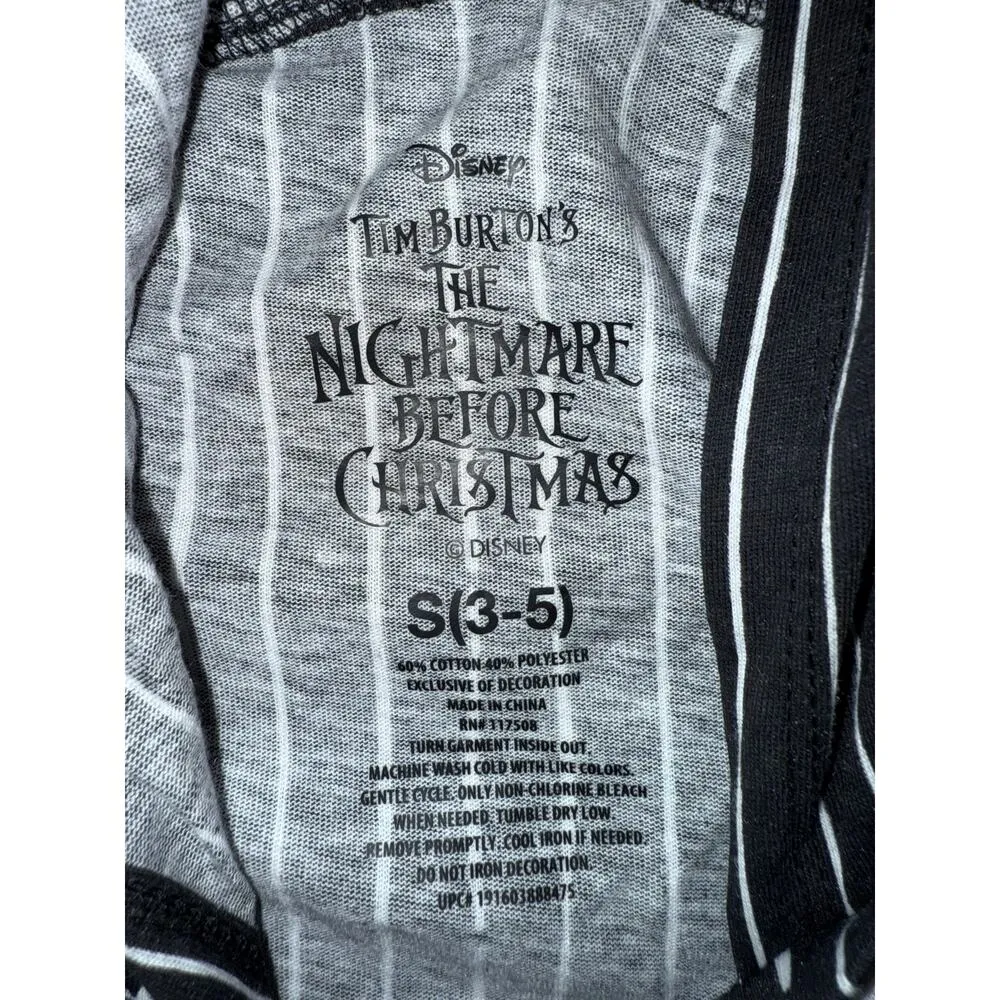 Disney
TIM BURTON'S
THE
NIGHTMARE
BEFORE
CHRISTMAS
© DISNEY
S(3-5)
60% COTTON 40% POLYESTER
EXCLUSIVE OF DECORATION
MADE IN CHINA
RN# 117508
TURN GARMENT INSIDE OUT.
MACHINE WASH COLD WITH LIKE COLORS.
GENTLE CYCLE. ONLY NON-CHLORINE BLEACH
WHEN NEEDED. TUMBLE DRY LOW.
REMOVE PROMPTLY. COOL IRON IF NEEDED.
DO NOT IRON DECORATION.
UPC# 191603888475